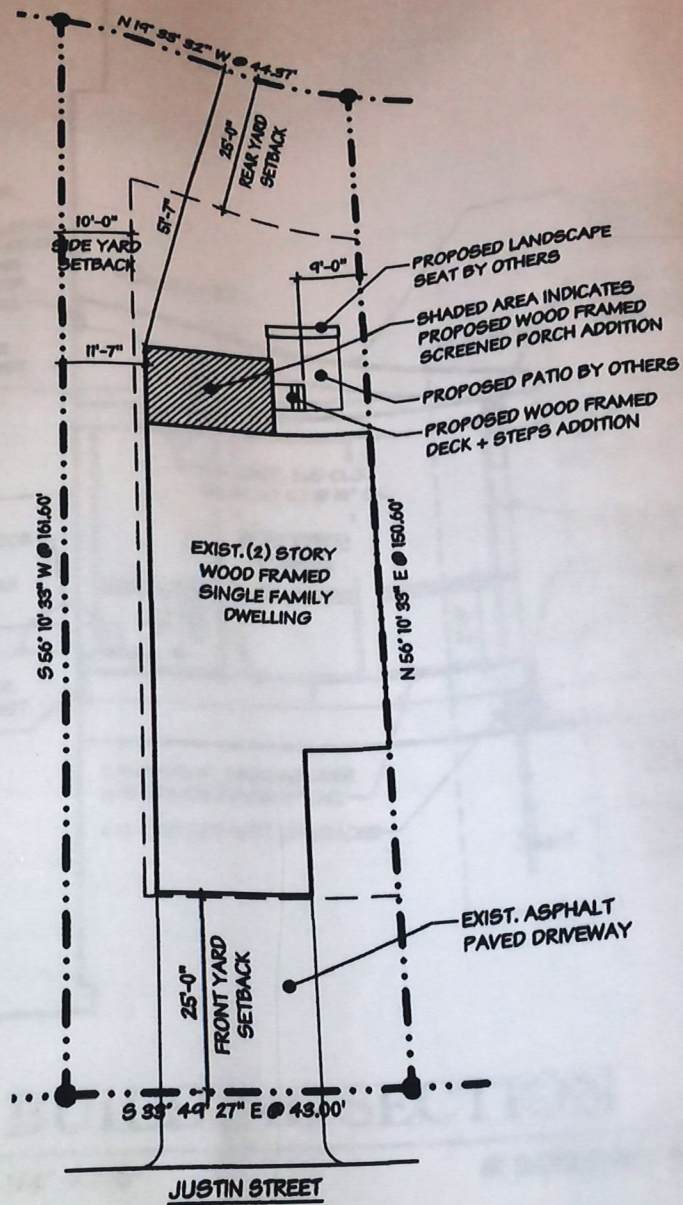 N 19° 33' 32" W @ 44.37'
25'-0"
REAR YARD
SETBACK
51'-7"
10'-0"
SIDE YARD
SETBACK
9'-0"
PROPOSED LANDSCAPE
SEAT BY OTHERS
SHADED AREA INDICATES
PROPOSED WOOD FRAMED
SCREENED PORCH ADDITION
11'-7"
PROPOSED PATIO BY OTHERS
PROPOSED WOOD FRAMED
DECK + STEPS ADDITION
S 56° 10' 33" W @ 161.60'
EXIST. (2) STORY
WOOD FRAMED
SINGLE FAMILY
DWELLING
N 56° 10' 33" E @ 150.60'
EXIST. ASPHALT
PAVED DRIVEWAY
25'-0"
FRONT YARD
SETBACK
S 33° 49' 27" E @ 43.00'
JUSTIN STREET